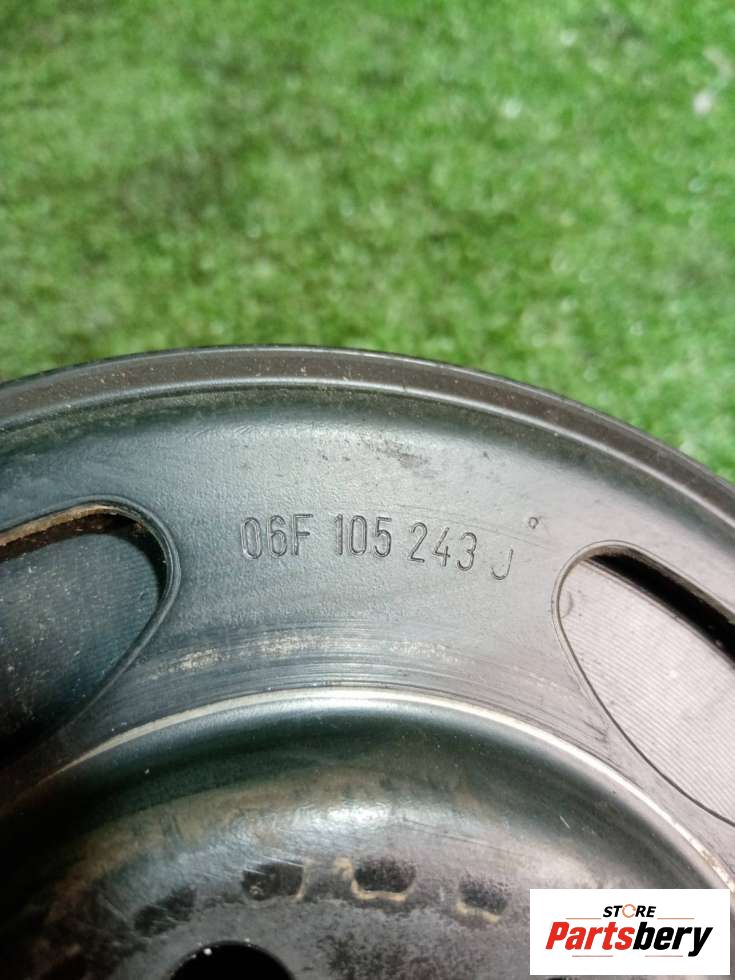 06F 105 243 J
STORE
Partsbery